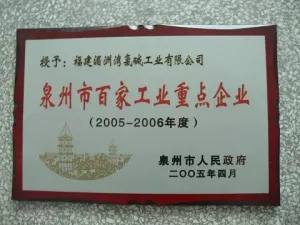 授予：福建湄洲湾氯碱工业有限公司
泉州市百家工业重点企业
（2005-2006年度）
泉州市人民政府
二〇〇五年四月